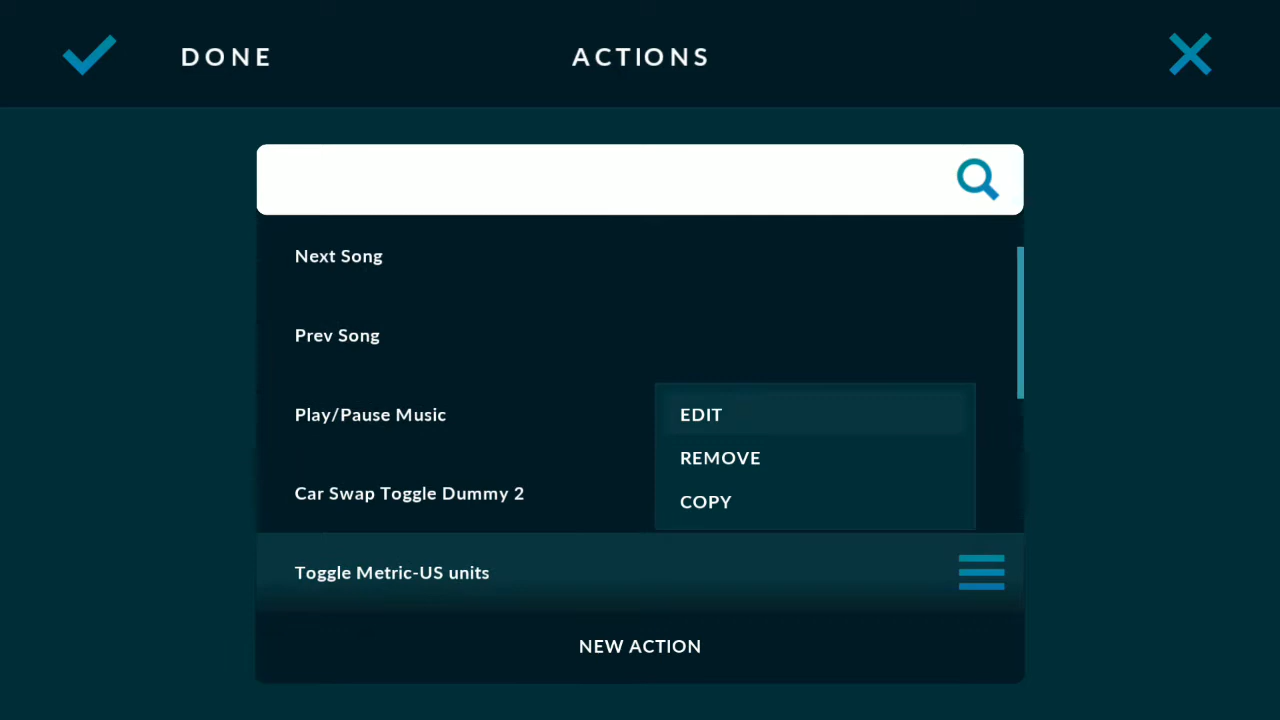 DONE
ACTIONS
Next Song
Prev Song
Play/Pause Music
EDIT
REMOVE
Car Swap Toggle Dummy 2
COPY
Toggle Metric-US units
NEW ACTION